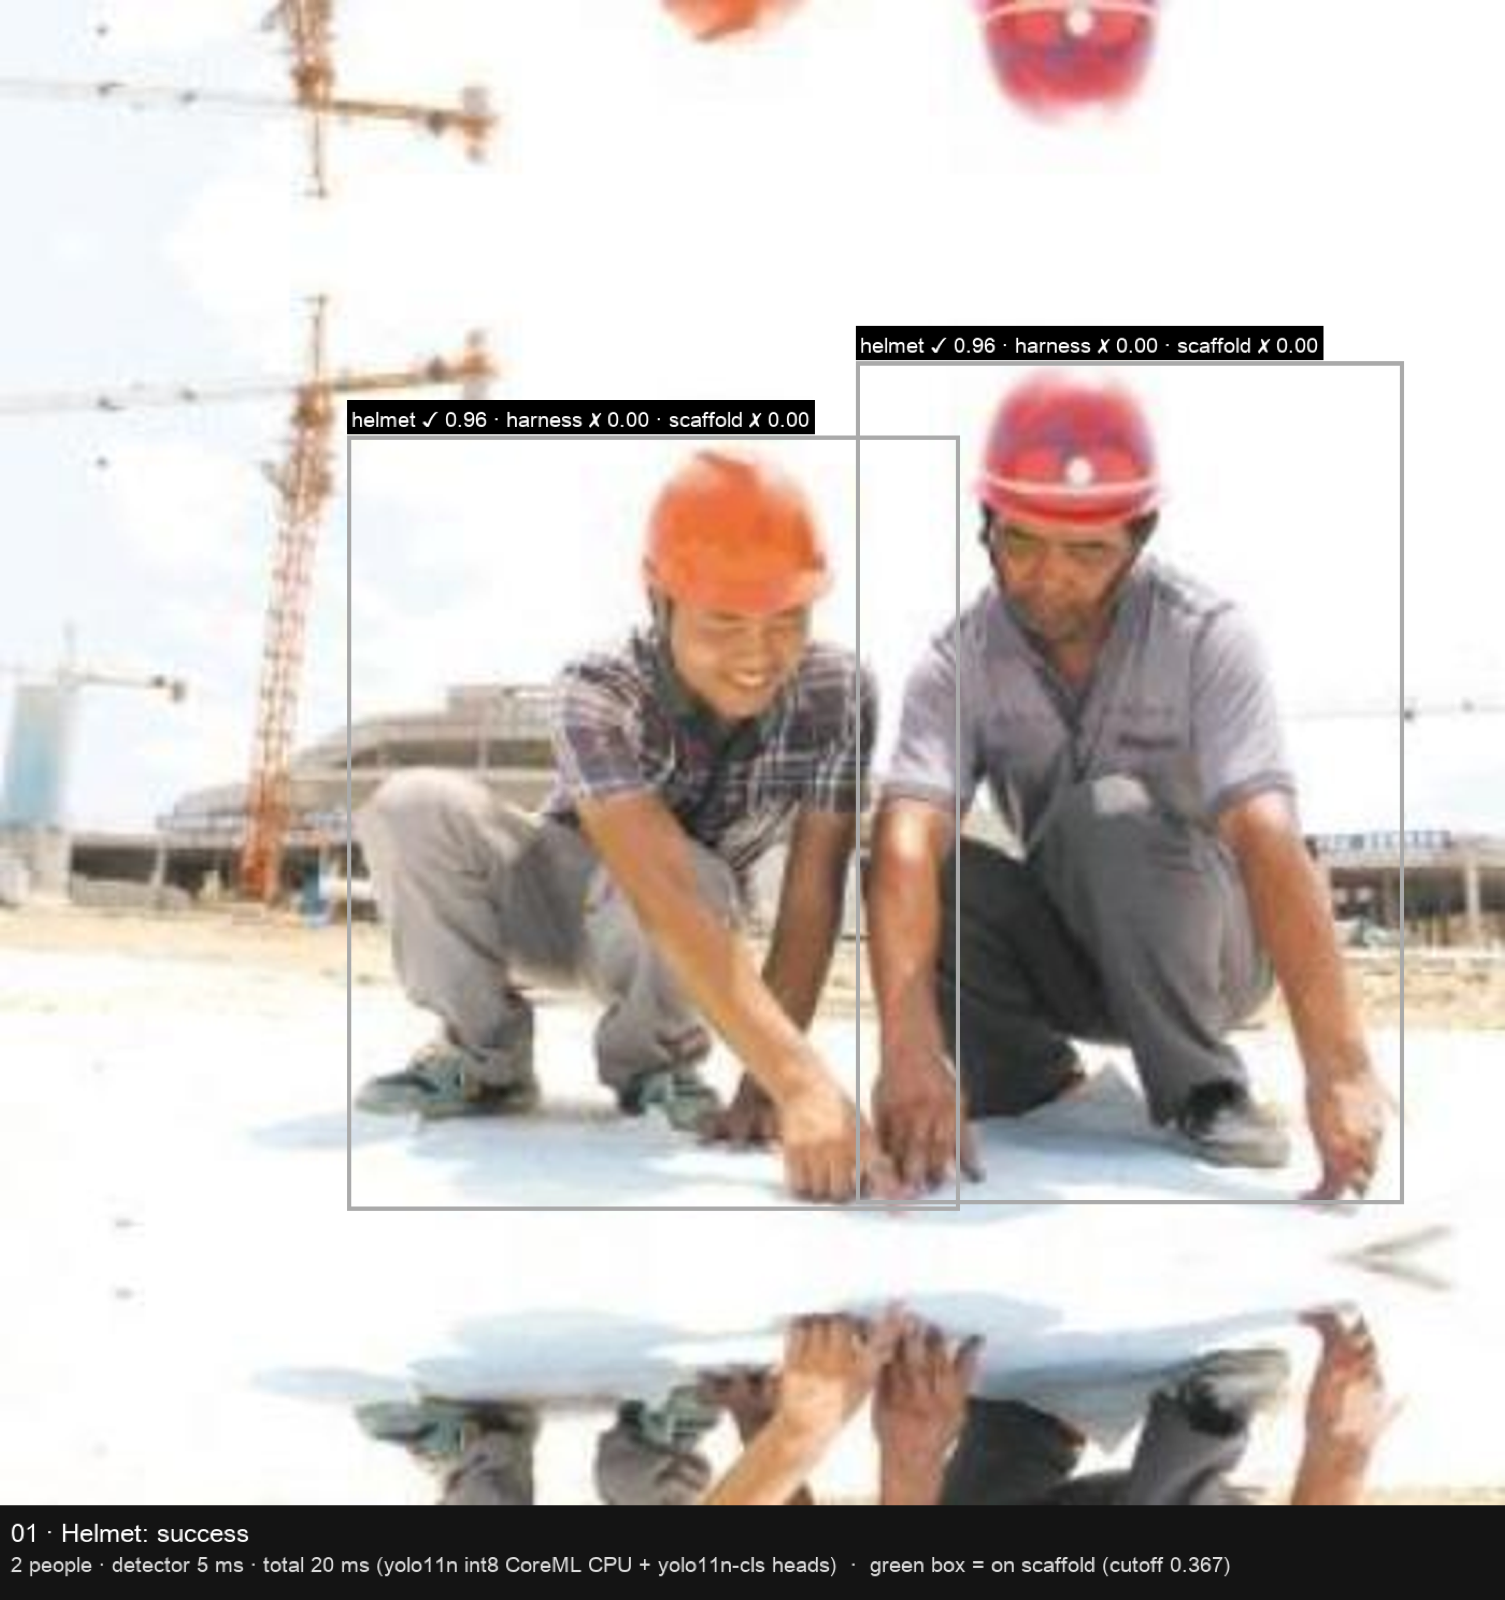 helmet ✓ 0.96 · harness ✗ 0.00 · scaffold ✗ 0.00
helmet ✓ 0.96 · harness ✗ 0.00 · scaffold ✗ 0.00
01 · Helmet: success
2 people · detector 5 ms · total 20 ms (yolo11n int8 CoreML CPU + yolo11n-cls heads) · green box = on scaffold (cutoff 0.367)